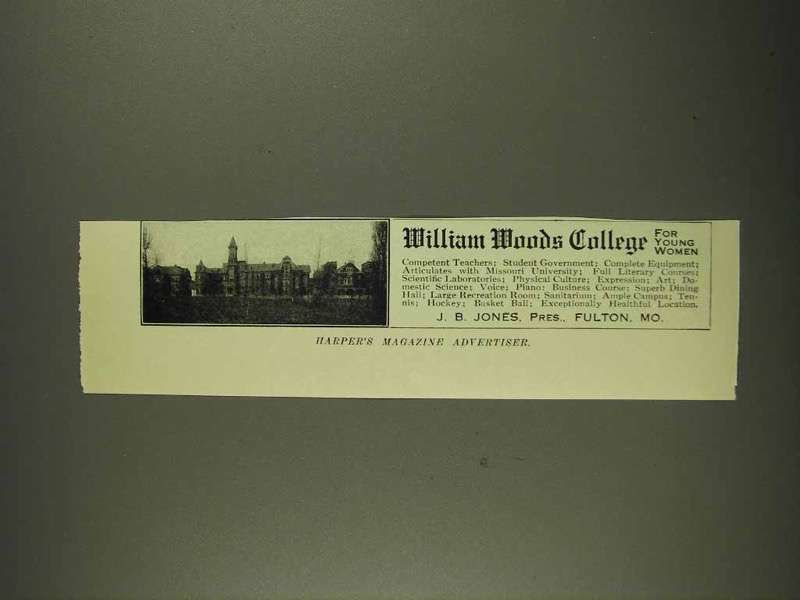 William Woods College FOR YOUNG WOMEN
Competent Teachers; Student Government; Complete Equipment;
Articulates with Missouri University; Full Literary Courses;
Scientific Laboratories; Physical Culture; Expression; Art; Do-
mestic Science; Voice; Piano; Business Course; Superb Dining
Hall; Large Recreation Room; Sanitarium; Ample Campus; Ten-
nis; Hockey; Basket Ball; Exceptionally Healthful Location.
J. B. JONES, PRES., FULTON, MO.
HARPER'S MAGAZINE ADVERTISER.